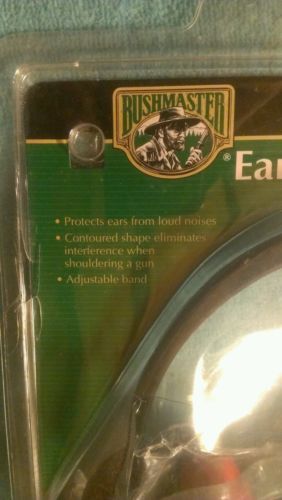 BUSHMASTER
® Ear
• Protects ears from loud noises
• Contoured shape eliminates
interference when
shouldering a gun
• Adjustable band